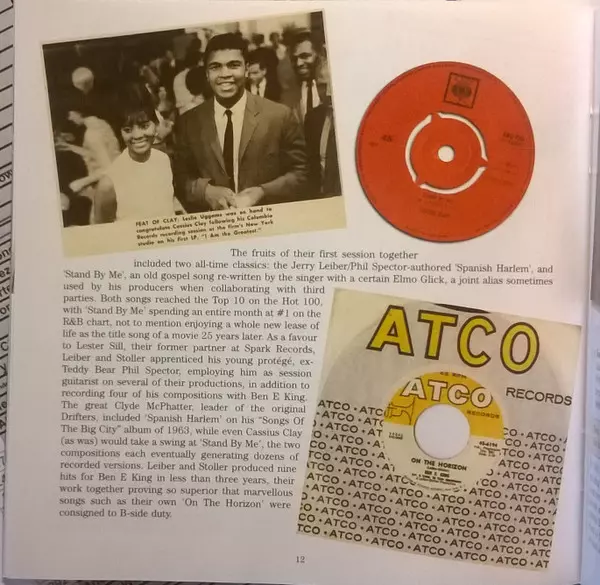 FEAT OF CLAY. Leslie Uggams was on hand to
congratulate Cassius Clay following his Columbia
Records recording session at the firm's New York
studio on his first LP, "I Am the Greatest."
The fruits of their first session together
included two all-time classics: the Jerry Leiber/Phil Spector-authored 'Spanish Harlem', and
'Stand By Me', an old gospel song re-written by the singer with a certain Elmo Glick, a joint alias sometimes
used by his producers when collaborating with third
parties. Both songs reached the Top 10 on the Hot 100,
with 'Stand By Me' spending an entire month at #1 on the
R&B chart, not to mention enjoying a whole new lease of
life as the title song of a movie 25 years later. As a favour
to Lester Sill, their former partner at Spark Records,
Leiber and Stoller apprenticed his young protégé, ex-
Teddy Bear Phil Spector, employing him as session
guitarist on several of their productions, in addition to
recording four of his compositions with Ben E King.
The great Clyde McPhatter, leader of the original
Drifters, included 'Spanish Harlem' on his "Songs Of
The Big City" album of 1963, while even Cassius Clay
(as was) would take a swing at 'Stand By Me', the two
compositions each eventually generating dozens of
recorded versions. Leiber and Stoller produced nine
hits for Ben E King in less than three years, their
work together proving so superior that marvellous
songs such as their own 'On The Horizon' were
consigned to B-side duty.
ATCO
RECORDS
45 RPM
ATCO
RECORDS
45-6194
ON THE HORIZON
BEN E. KING
ATCO • ATCO • ATCO • ATCO
12